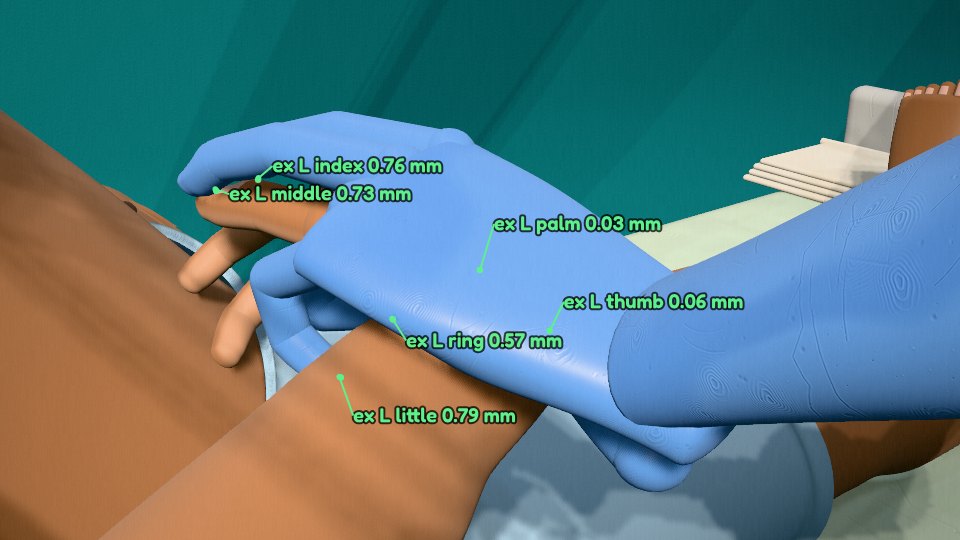 ex L index 0.76 mm
ex L middle 0.73 mm
ex L palm 0.03 mm
ex L thumb 0.06 mm
ex L ring 0.57 mm
ex L little 0.79 mm